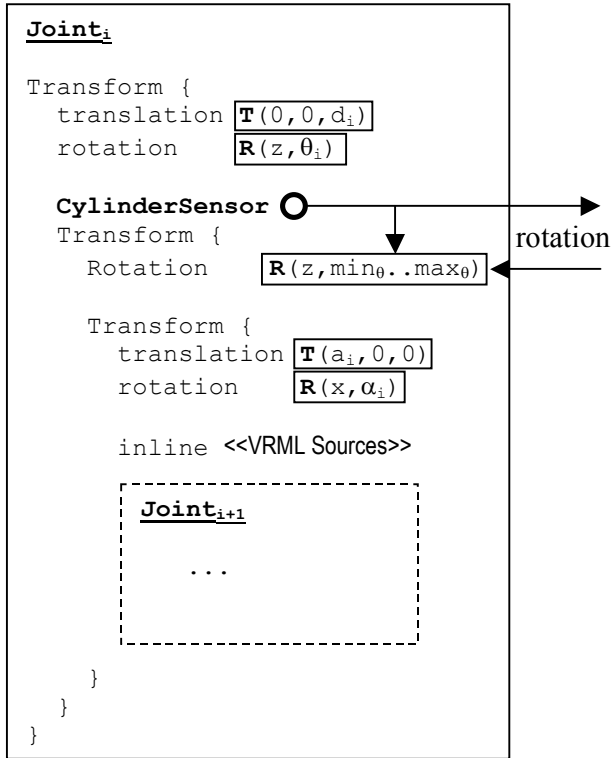 Joint_i
Transform {
translation T(0,0,d_i)
rotation R(z,θ_i)
CylinderSensor
rotation
Transform {
Rotation R(z,min_θ..max_θ)
Transform {
translation T(a_i,0,0)
rotation R(x,α_i)
inline <<VRML Sources>>
Joint_i+1
...
}
}
}